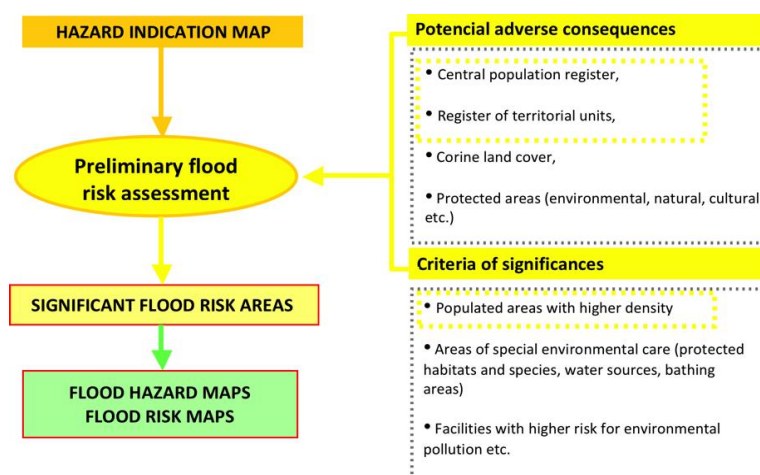 HAZARD INDICATION MAP
Preliminary flood
risk assessment
SIGNIFICANT FLOOD RISK AREAS
FLOOD HAZARD MAPS
FLOOD RISK MAPS
Potencial adverse consequences
• Central population register,
• Register of territorial units,
• Corine land cover,
• Protected areas (environmental, natural, cultural
etc.)
Criteria of significances
• Populated areas with higher density
• Areas of special environmental care (protected
habitats and species, water sources, bathing
areas)
• Facilities with higher risk for environmental
pollution etc.